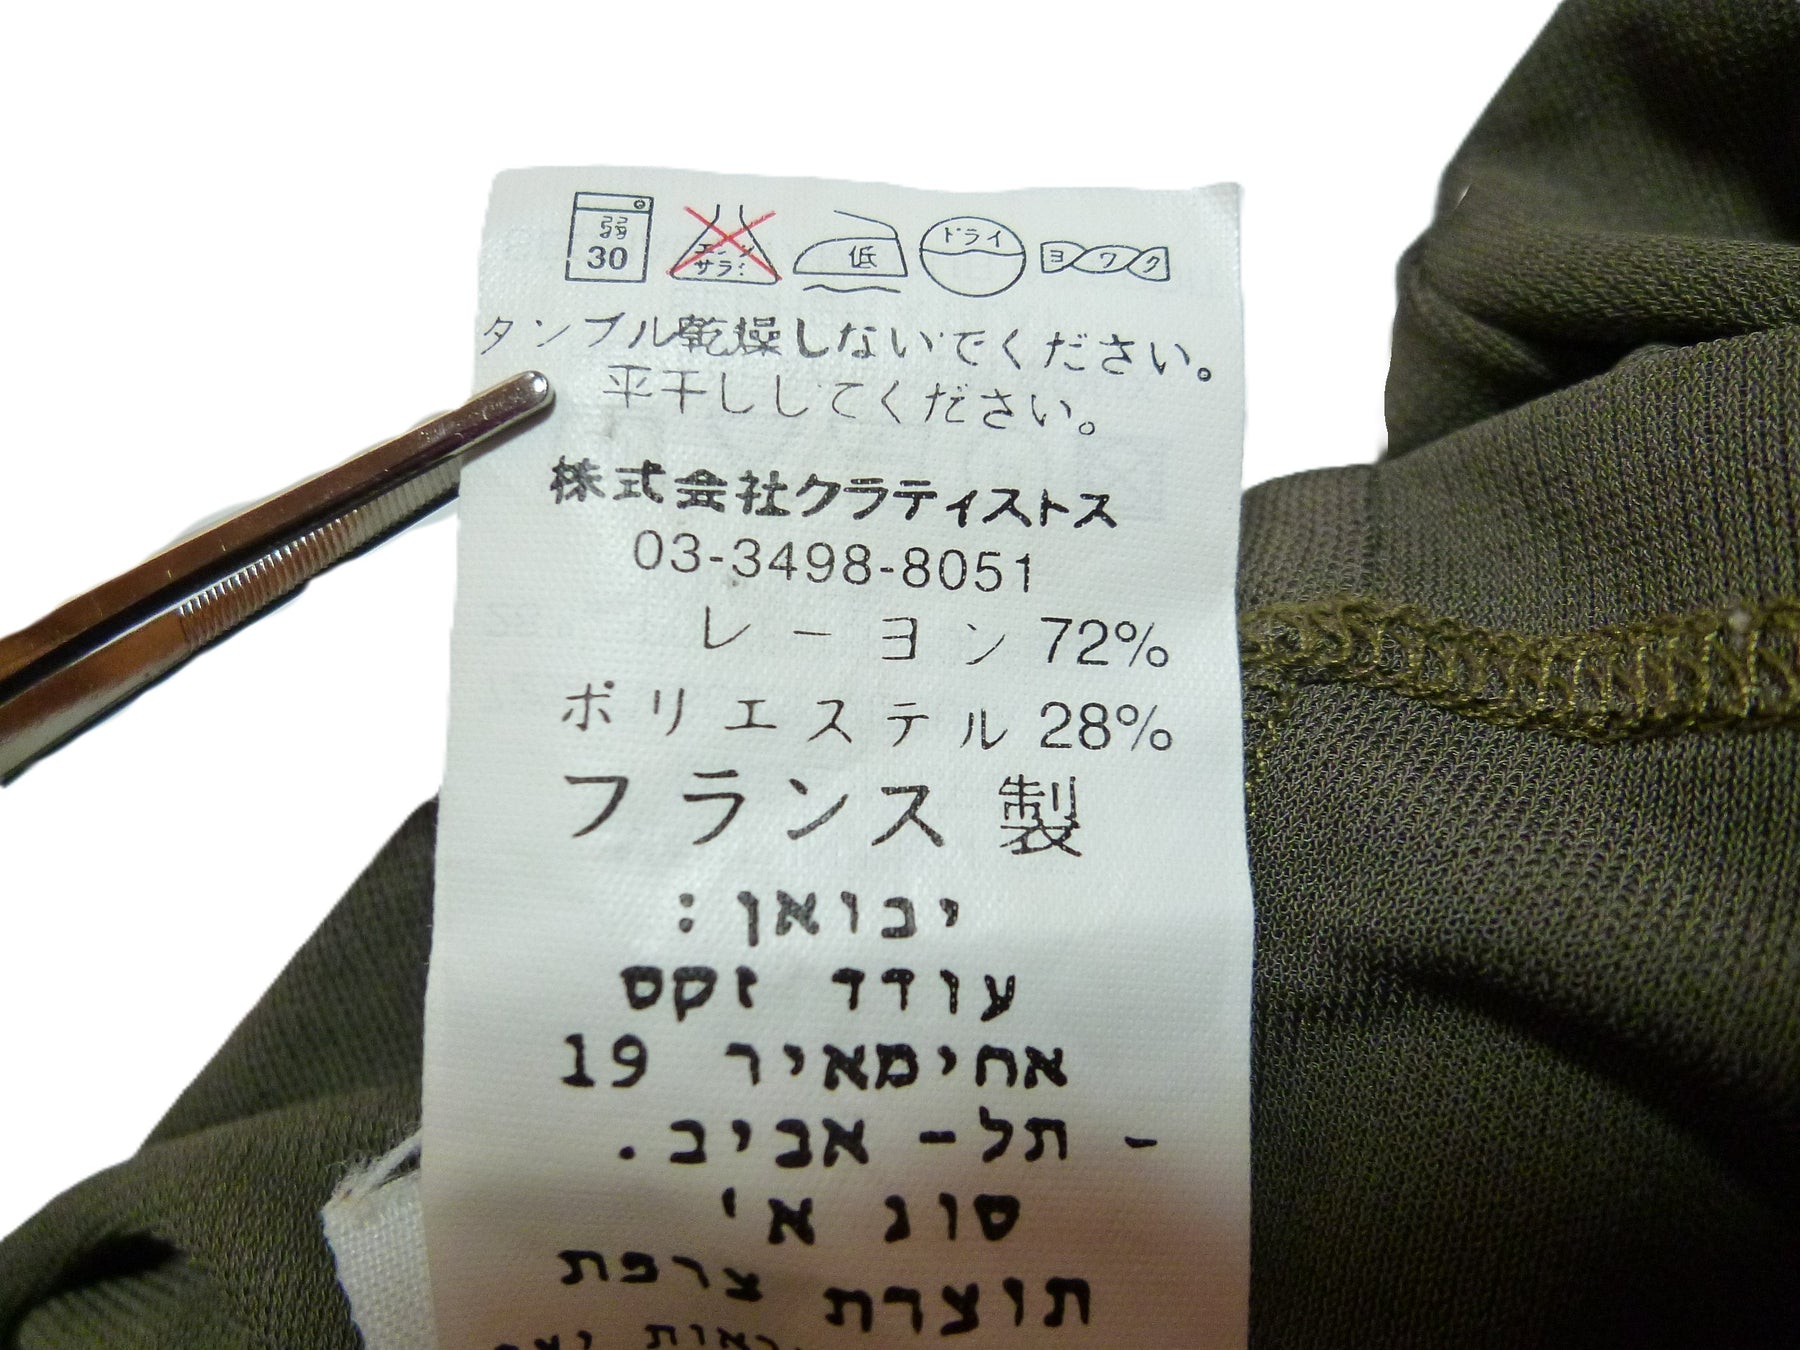 弱
30
エンソ
サラシ
低
ドライ
ヨワク
タンブル乾燥しないでください。
平干ししてください。
株式会社クラティストス
03-3498-8051
レーヨン 72%
ポリエステル 28%
フランス製
יבואן:
עודד זקס
אחימאיר 19
- תל- אביב.
סוג א'
תוצרת צרפת